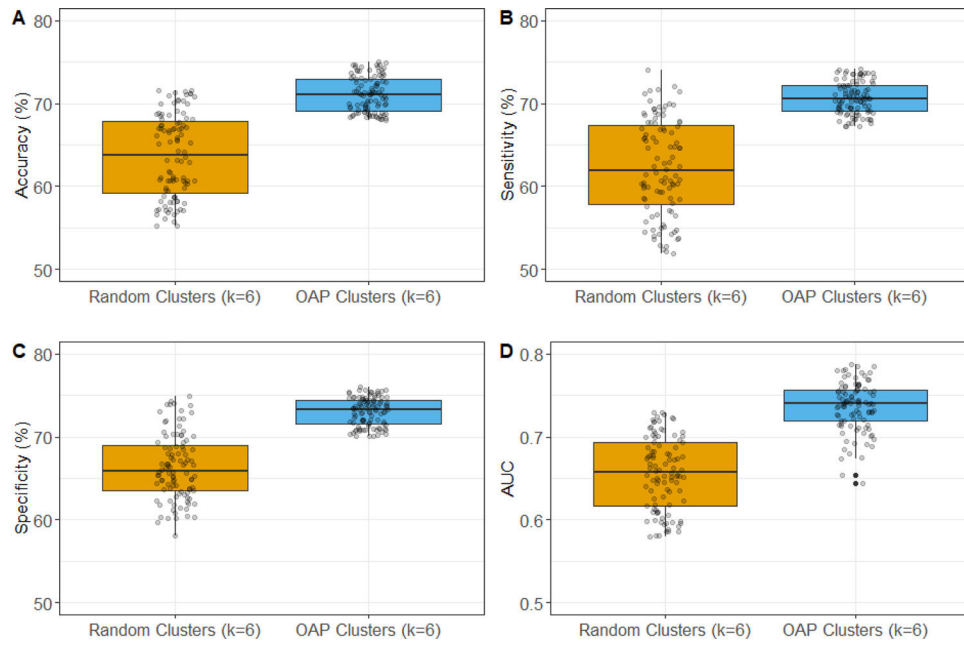 A
B
80
70
60
50
Accuracy (%)
Random Clusters (k=6)
OAP Clusters (k=6)
80
70
60
50
Sensitivity (%)
Random Clusters (k=6)
OAP Clusters (k=6)
C
D
80
70
60
50
Specificity (%)
Random Clusters (k=6)
OAP Clusters (k=6)
0.8
0.7
0.6
0.5
AUC
Random Clusters (k=6)
OAP Clusters (k=6)